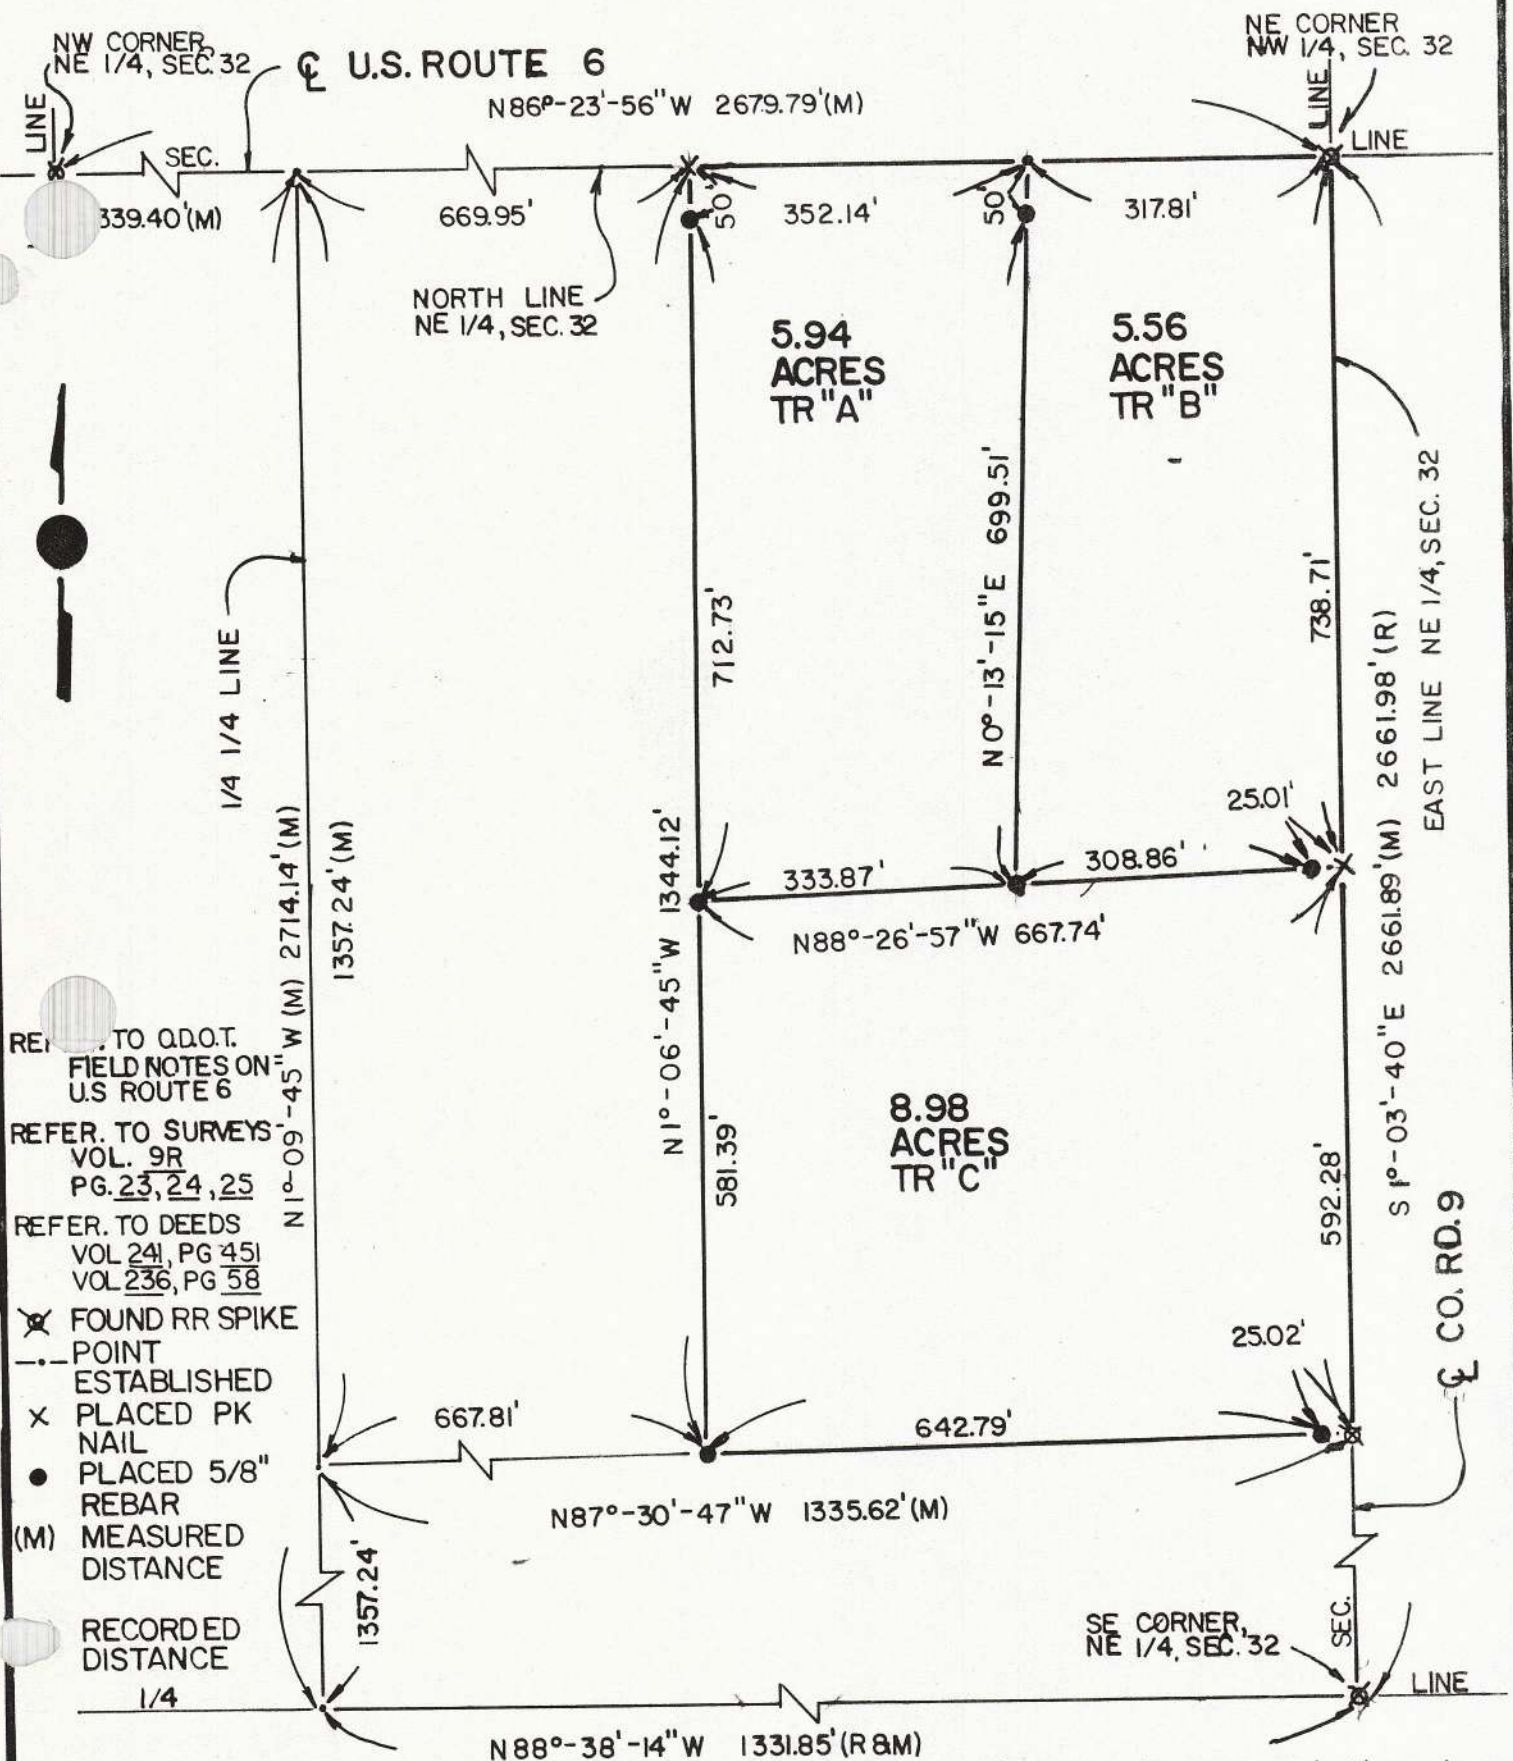 NW CORNER,
NE 1/4, SEC. 32
℄ U.S. ROUTE 6
NE CORNER
NW 1/4, SEC. 32
N86°-23'-56"W 2679.79'(M)
LINE
SEC.
LINE
LINE
339.40'(M)
669.95'
50'
352.14'
50'
317.81'
NORTH LINE
NE 1/4, SEC. 32
5.94
ACRES
TR "A"
5.56
ACRES
TR "B"
1/4 1/4 LINE
712.73'
N0°-13'-15"E 699.51'
738.71'
EAST LINE NE 1/4, SEC. 32
S 1°-03'-40"E 2661.89'(M) 2661.98'(R)
25.01'
333.87'
308.86'
N88°-26'-57"W 667.74'
N1°-09'-45"W (M) 2714.14'(M)
1357.24'(M)
N1°-06'-45"W 1344.12'
581.39'
8.98
ACRES
TR "C"
592.28'
℄ CO. RD. 9
TO O.D.O.T.
FIELD NOTES ON
U.S ROUTE 6
REFER. TO SURVEYS-
VOL. 9R
PG. 23, 24, 25
REFER. TO DEEDS
VOL 241, PG 451
VOL 236, PG 58
FOUND RR SPIKE
POINT
ESTABLISHED
X PLACED PK
NAIL
● PLACED 5/8"
REBAR
(M) MEASURED
DISTANCE
RECORDED
DISTANCE
25.02'
667.81'
642.79'
N87°-30'-47"W 1335.62'(M)
1357.24'
SE CORNER,
NE 1/4, SEC. 32
SEC.
1/4
LINE
N88°-38'-14"W 1331.85'(R&M)